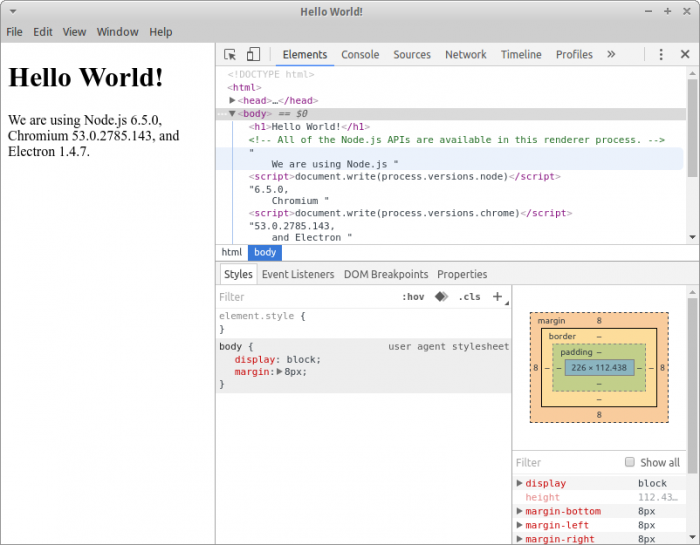 Hello World!
File Edit View Window Help
Hello World!
We are using Node.js 6.5.0,
Chromium 53.0.2785.143, and
Electron 1.4.7.
Elements Console Sources Network Timeline Profiles »
<!DOCTYPE html>
<html>
▶<head>…</head>
… ▼<body> == $0
<h1>Hello World!</h1>
<!-- All of the Node.js APIs are available in this renderer process. -->
"
We are using Node.js "
<script>document.write(process.versions.node)</script>
"6.5.0,
Chromium "
<script>document.write(process.versions.chrome)</script>
"53.0.2785.143,
and Electron "
html body
Styles Event Listeners DOM Breakpoints Properties
Filter :hov .cls +
element.style {
}
body { user agent stylesheet
display: block;
margin:▶8px;
}
margin 8
border –
padding –
8 – – 226 × 112.438 – – 8
–
–
8
Filter Show all
▶display block
height 112.43…
▶margin-bottom 8px
▶margin-left 8px
▶margin-right 8px